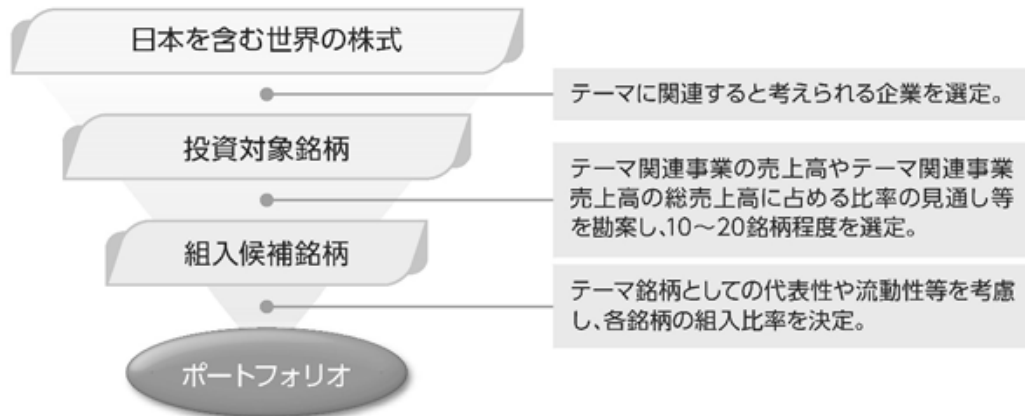 日本を含む世界の株式
テーマに関連すると考えられる企業を選定。
投資対象銘柄
テーマ関連事業の売上高やテーマ関連事業
売上高の総売上高に占める比率の見通し等
を勘案し、10～20銘柄程度を選定。
組入候補銘柄
テーマ銘柄としての代表性や流動性等を考慮
し、各銘柄の組入比率を決定。
ポートフォリオ